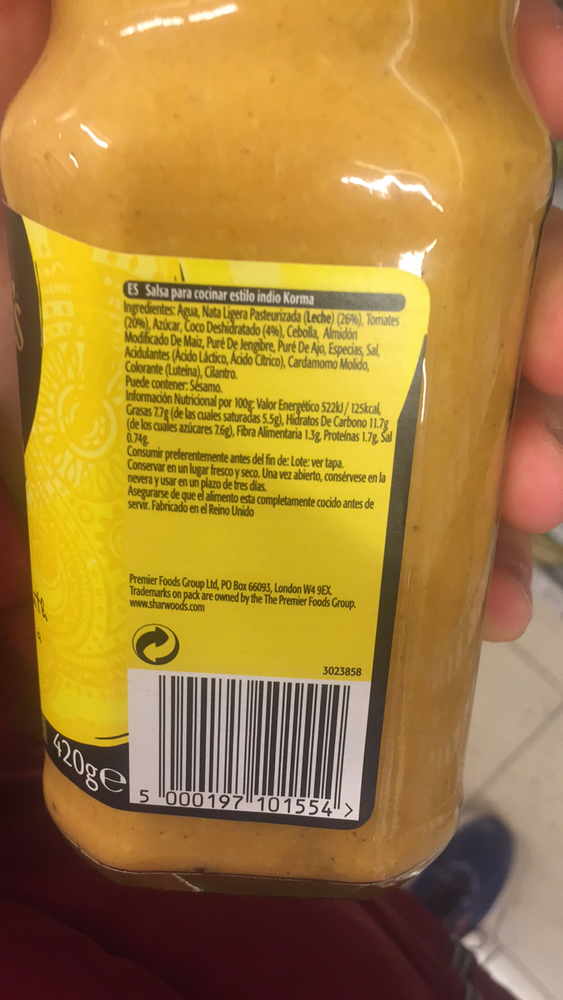 ES Salsa para cocinar estilo indio Korma
Ingredientes: Agua, Nata Ligera Pasteurizada (Leche) (26%), Tomates
(20%), Azúcar, Coco Deshidratado (4%), Cebolla, Almidón
Modificado De Maíz, Puré De Jengibre, Puré De Ajo, Especias, Sal,
Acidulantes (Ácido Láctico, Ácido Cítrico), Cardamomo Molido,
Colorante (Luteína), Cilantro.
Puede contener: Sésamo.
Información Nutricional por 100g: Valor Energético 522kJ / 125kcal,
Grasas 7.7g (de las cuales saturadas 5.5g), Hidratos De Carbono 11.7g
(de los cuales azúcares 7.6g), Fibra Alimentaria 1.3g, Proteínas 1.7g, Sal
0.74g.
Consumir preferentemente antes del fin de: Lote: ver tapa.
Conservar en un lugar fresco y seco. Una vez abierto, consérvese en la
nevera y usar en un plazo de tres días.
Asegurarse de que el alimento esta completamente cocido antes de
servir. Fabricado en el Reino Unido
Premier Foods Group Ltd, PO Box 66093, London W4 9EX.
Trademarks on pack are owned by the The Premier Foods Group.
www.sharwoods.com
3023858
420g e
5 000197 101554 >